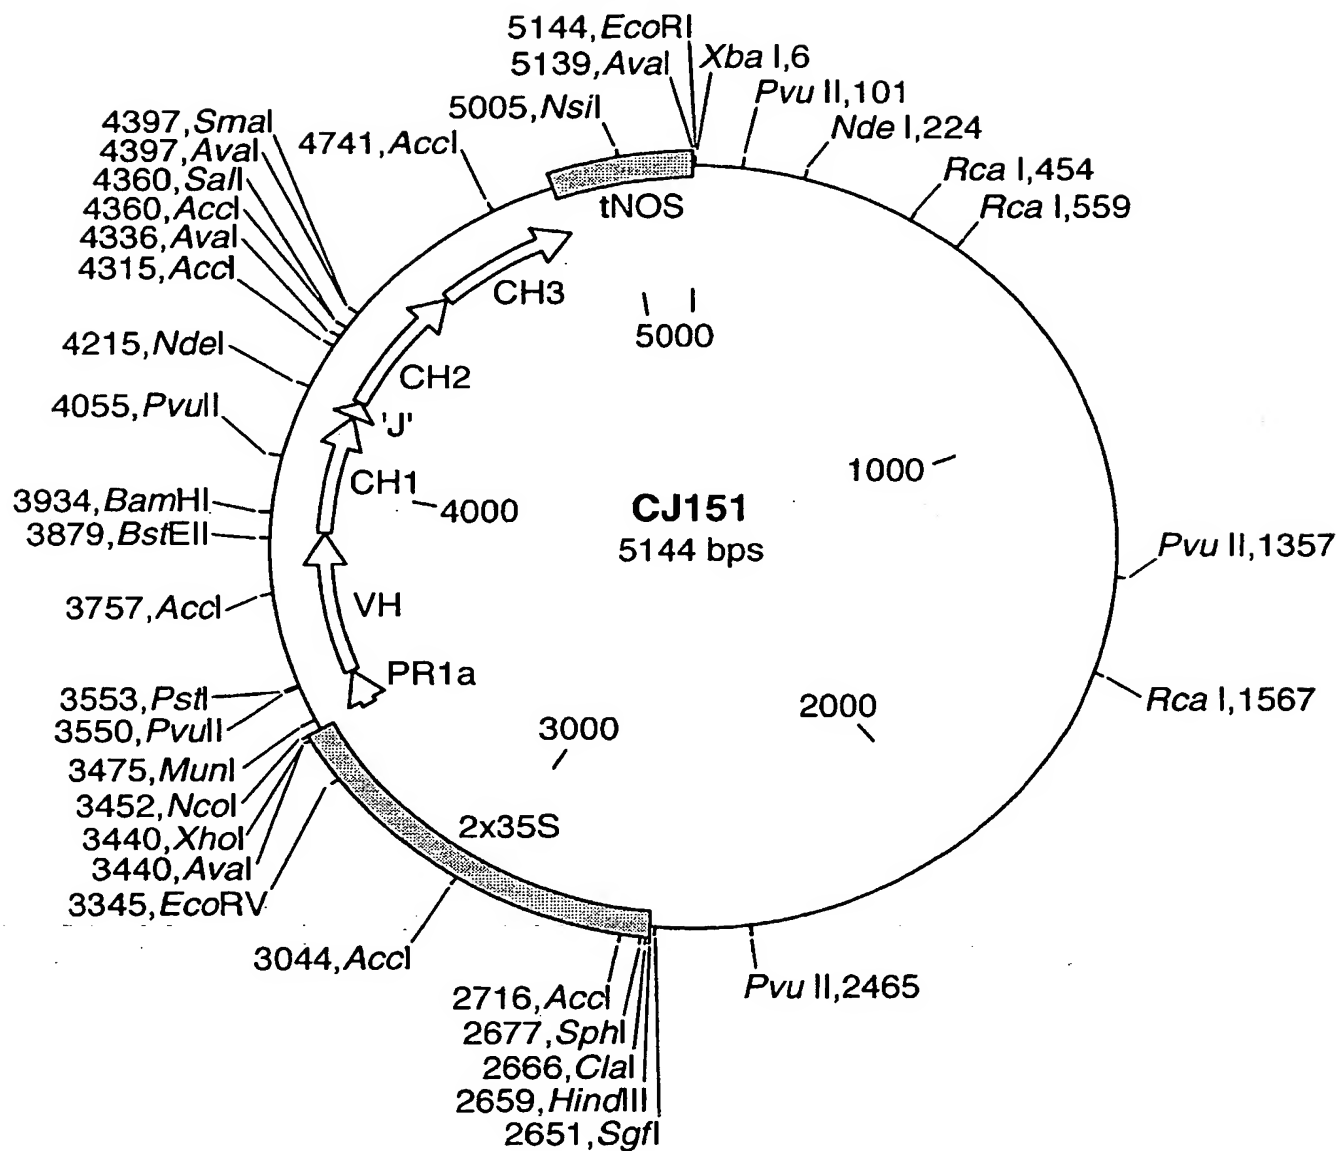 5144,EcoRI
5139,AvaI
Xba I,6
5005,NsiI
Pvu II,101
Nde I,224
4397,SmaI
4741,AccI
4397,AvaI
4360,SalI
4360,AccI
4336,AvaI
4315,AccI
Rca I,454
Rca I,559
tNOS
CH3
5000
4215,NdeI
CH2
4055,PvuII
'J'
1000
CH1
4000
CJ151
5144 bps
3934,BamHI
3879,BstEII
Pvu II,1357
3757,AccI
VH
PR1a
3553,PstI
3550,PvuII
Rca I,1567
2000
3000
3475,MunI
3452,NcoI
3440,XhoI
3440,AvaI
3345,EcoRV
2x35S
3044,AccI
Pvu II,2465
2716,AccI
2677,SphI
2666,ClaI
2659,HindIII
2651,SgfI